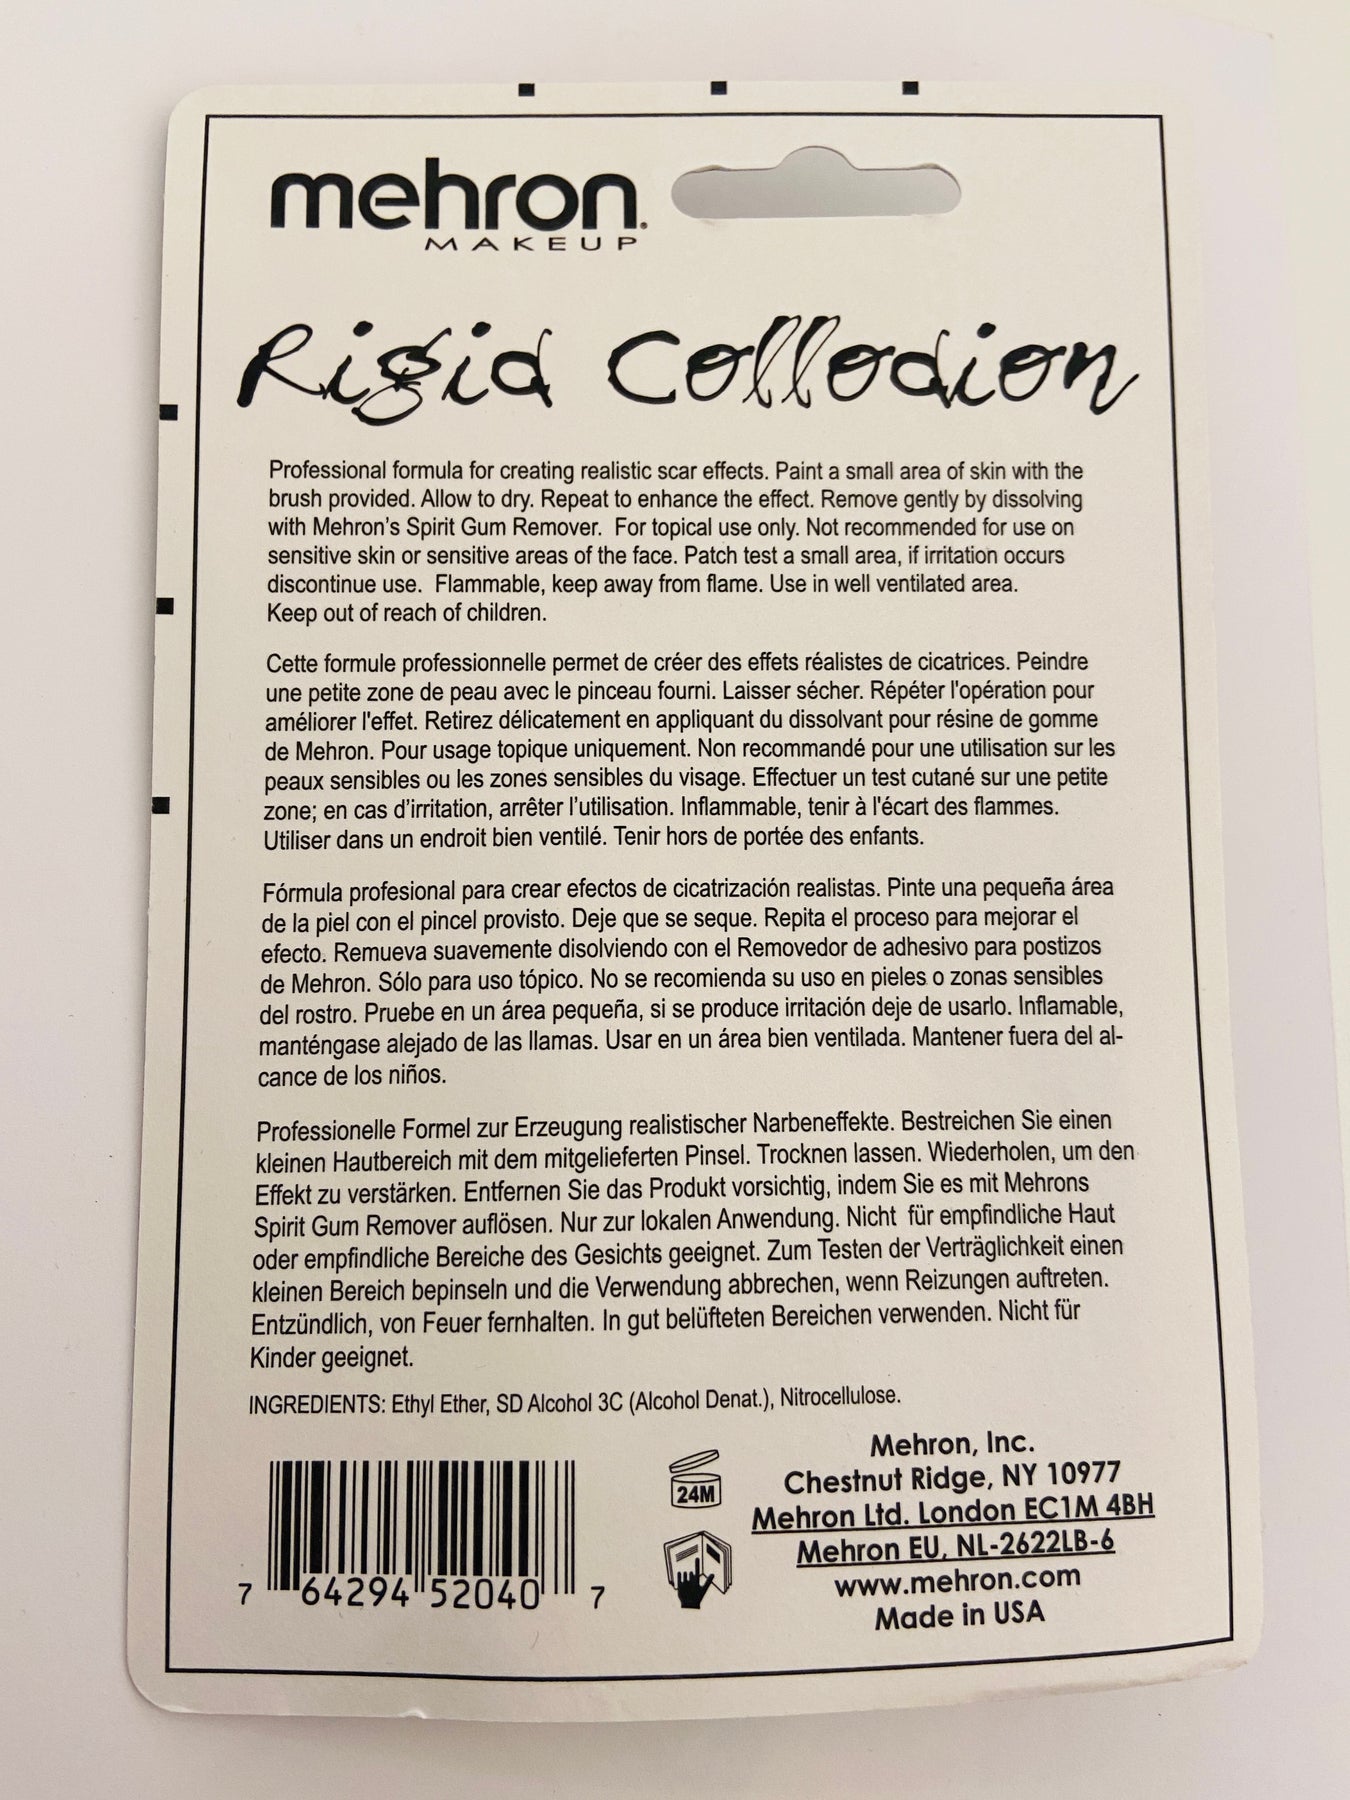 mehron.
MAKEUP
Rigid Collodion
Professional formula for creating realistic scar effects. Paint a small area of skin with the
brush provided. Allow to dry. Repeat to enhance the effect. Remove gently by dissolving
with Mehron's Spirit Gum Remover.  For topical use only. Not recommended for use on
sensitive skin or sensitive areas of the face. Patch test a small area, if irritation occurs
discontinue use.  Flammable, keep away from flame. Use in well ventilated area.
Keep out of reach of children.
Cette formule professionnelle permet de créer des effets réalistes de cicatrices. Peindre
une petite zone de peau avec le pinceau fourni. Laisser sécher. Répéter l'opération pour
améliorer l'effet. Retirez délicatement en appliquant du dissolvant pour résine de gomme
de Mehron. Pour usage topique uniquement. Non recommandé pour une utilisation sur les
peaux sensibles ou les zones sensibles du visage. Effectuer un test cutané sur une petite
zone; en cas d'irritation, arrêter l'utilisation. Inflammable, tenir à l'écart des flammes.
Utiliser dans un endroit bien ventilé. Tenir hors de portée des enfants.
Fórmula profesional para crear efectos de cicatrización realistas. Pinte una pequeña área
de la piel con el pincel provisto. Deje que se seque. Repita el proceso para mejorar el
efecto. Remueva suavemente disolviendo con el Removedor de adhesivo para postizos
de Mehron. Sólo para uso tópico. No se recomienda su uso en pieles o zonas sensibles
del rostro. Pruebe en un área pequeña, si se produce irritación deje de usarlo. Inflamable,
manténgase alejado de las llamas. Usar en un área bien ventilada. Mantener fuera del al-
cance de los niños.
Professionelle Formel zur Erzeugung realistischer Narbeneffekte. Bestreichen Sie einen
kleinen Hautbereich mit dem mitgelieferten Pinsel. Trocknen lassen. Wiederholen, um den
Effekt zu verstärken. Entfernen Sie das Produkt vorsichtig, indem Sie es mit Mehrons
Spirit Gum Remover auflösen. Nur zur lokalen Anwendung. Nicht  für empfindliche Haut
oder empfindliche Bereiche des Gesichts geeignet. Zum Testen der Verträglichkeit einen
kleinen Bereich bepinseln und die Verwendung abbrechen, wenn Reizungen auftreten.
Entzündlich, von Feuer fernhalten. In gut belüfteten Bereichen verwenden. Nicht für
Kinder geeignet.
INGREDIENTS: Ethyl Ether, SD Alcohol 3C (Alcohol Denat.), Nitrocellulose.
7 64294 52040 7
24M
Mehron, Inc.
Chestnut Ridge, NY 10977
Mehron Ltd. London EC1M 4BH
Mehron EU, NL-2622LB-6
www.mehron.com
Made in USA